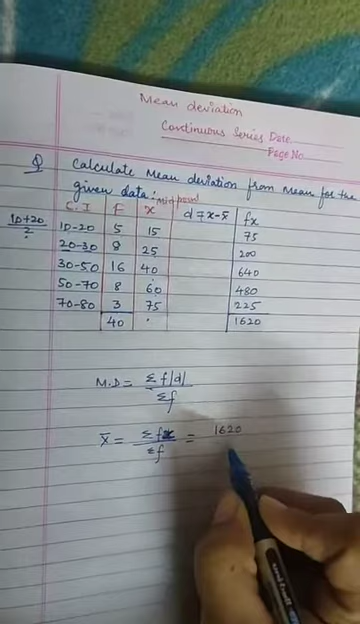 Mean deviation
Continuous Series Date
Page No
Q Calculate Mean deviation from Mean for the
given data: Mid point
C.I F x d = x - x̄ fx
10+20/2 10-20 5 15 75
20-30 8 25 200
30-50 16 40 640
50-70 8 60 480
70-80 3 75 225
40 1620
M.D = Σf|d|/Σf
x̄ = Σfx/Σf = 1620